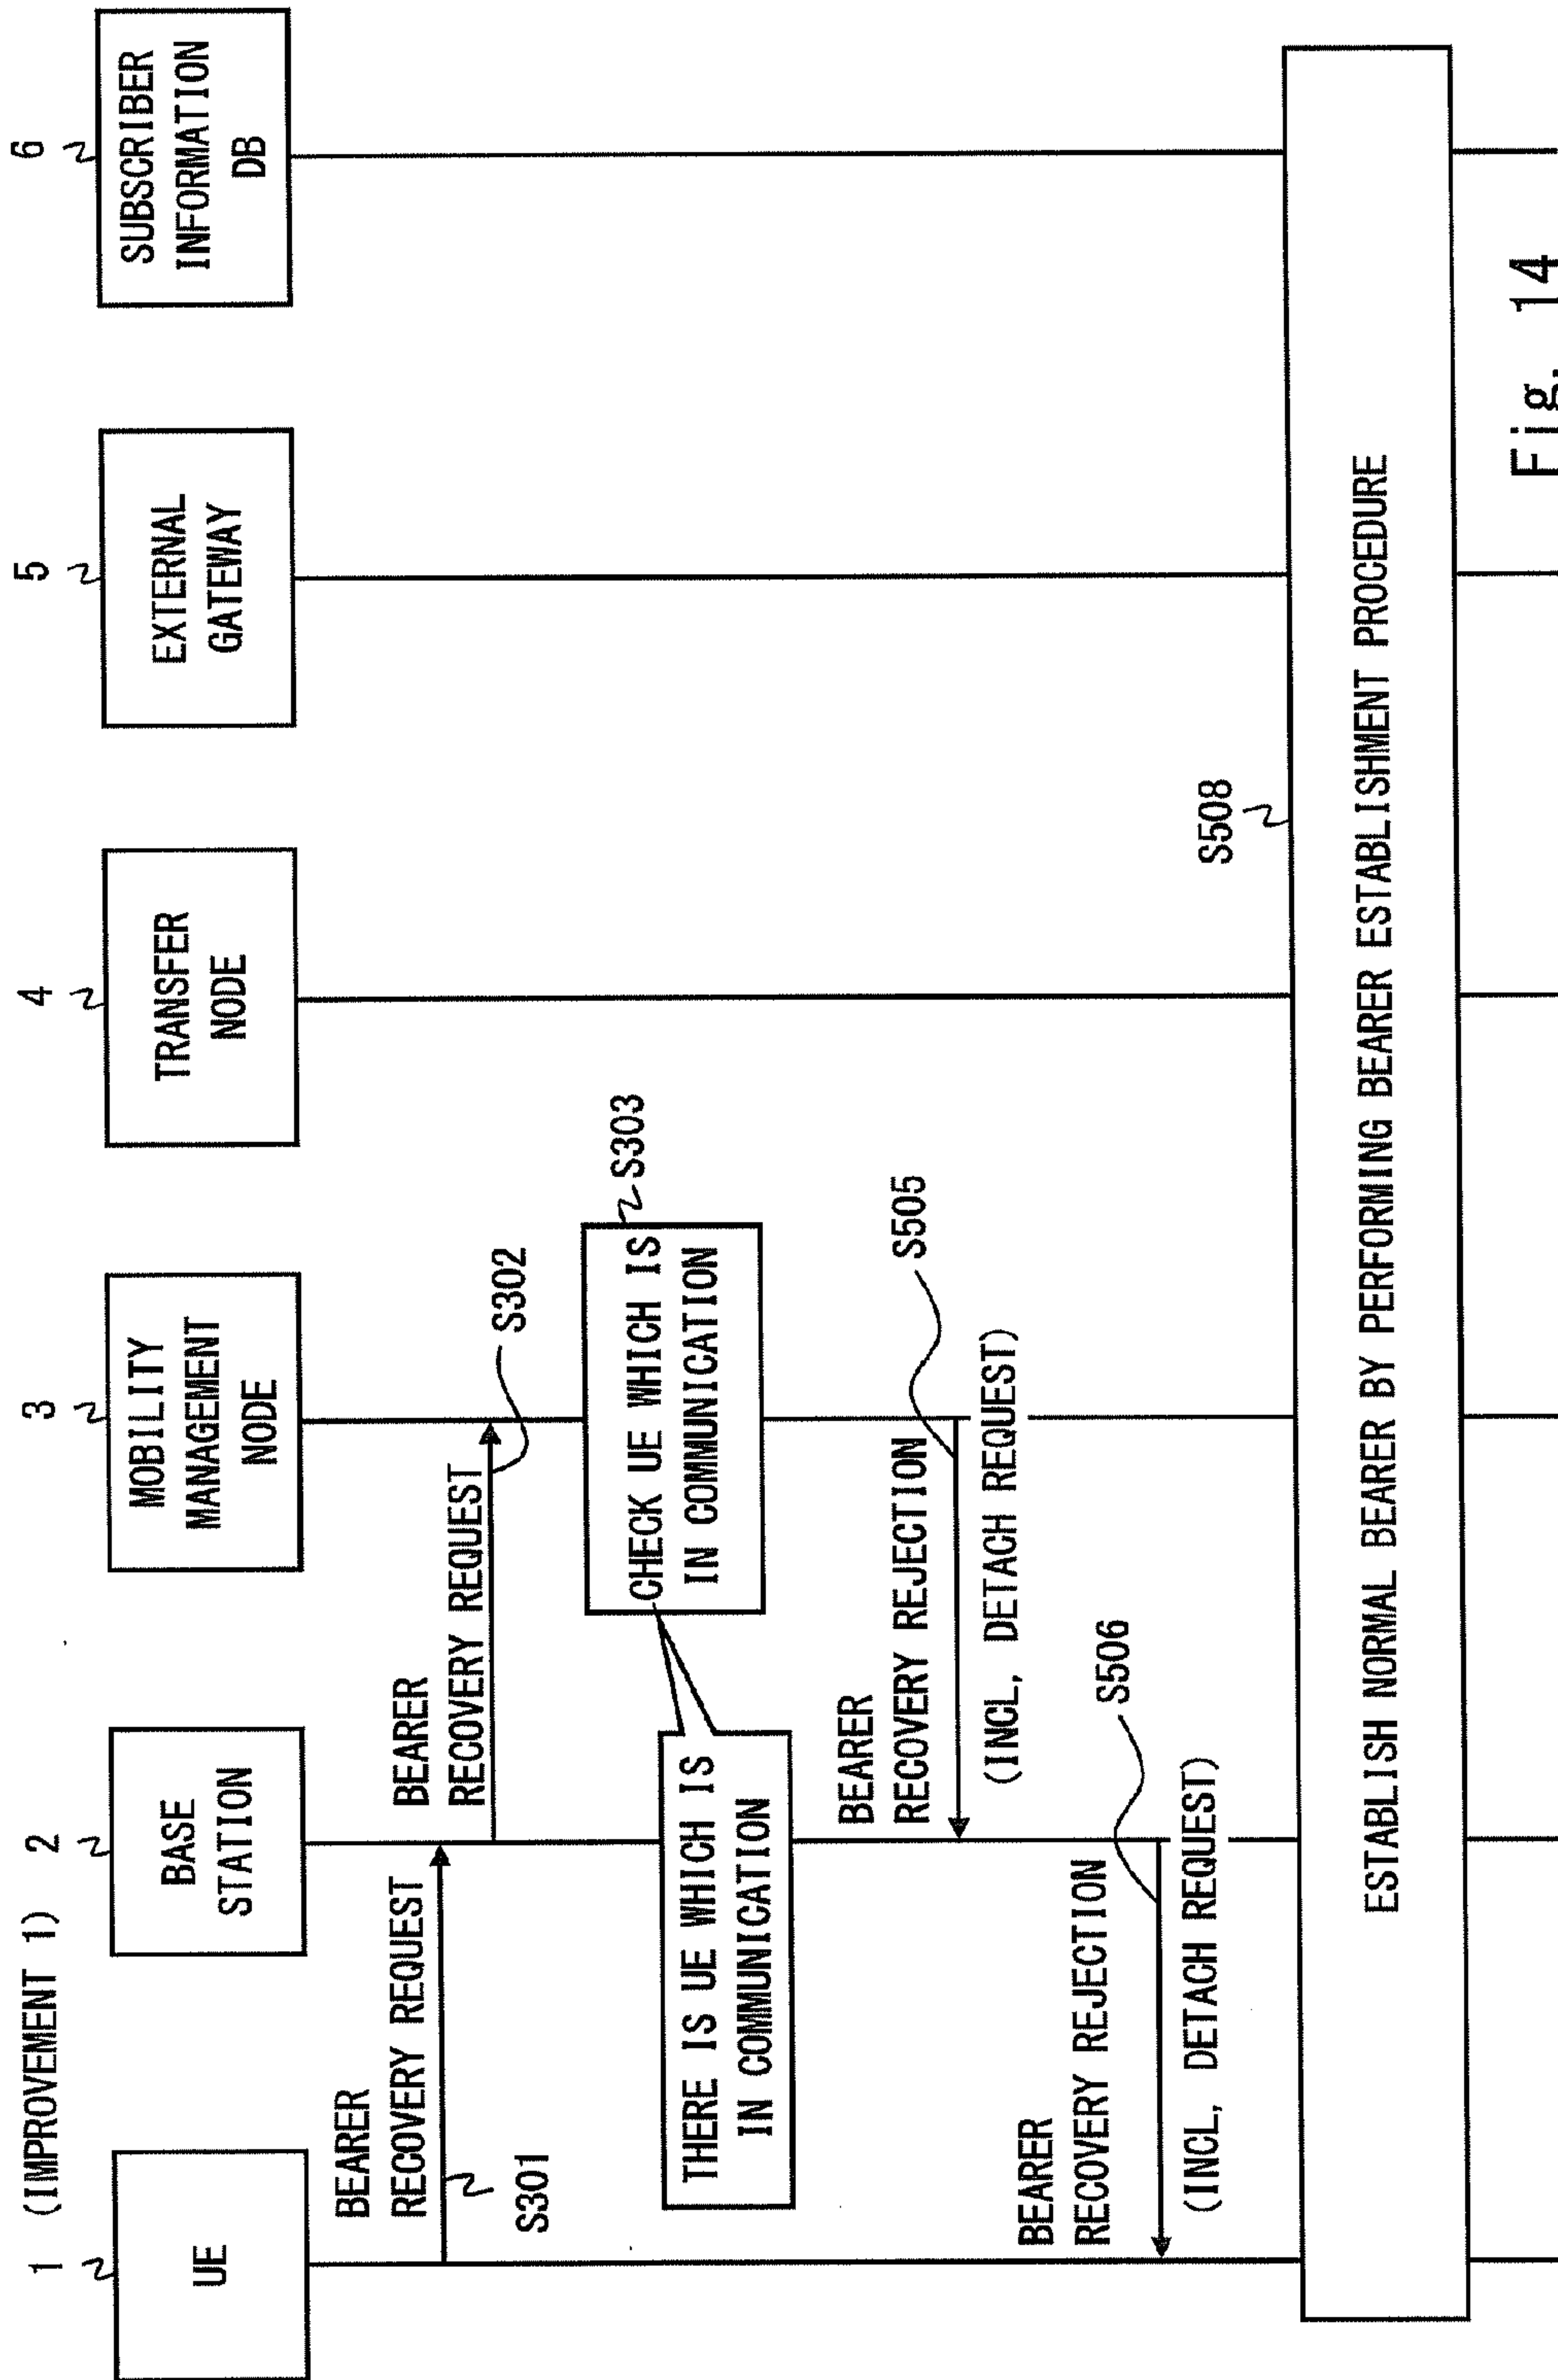 (IMPROVEMENT 1)
1
2
3
4
5
6
UE
BASE
STATION
MOBILITY
MANAGEMENT
NODE
TRANSFER
NODE
EXTERNAL
GATEWAY
SUBSCRIBER
INFORMATION
DB
BEARER
RECOVERY REQUEST
S301
BEARER
RECOVERY REQUEST
S302
CHECK UE WHICH IS
IN COMMUNICATION
S303
THERE IS UE WHICH IS
IN COMMUNICATION
BEARER
RECOVERY REJECTION
(INCL, DETACH REQUEST)
S505
BEARER
RECOVERY REJECTION
(INCL, DETACH REQUEST)
S506
S508
ESTABLISH NORMAL BEARER BY PERFORMING BEARER ESTABLISHMENT PROCEDURE
Fig. 14